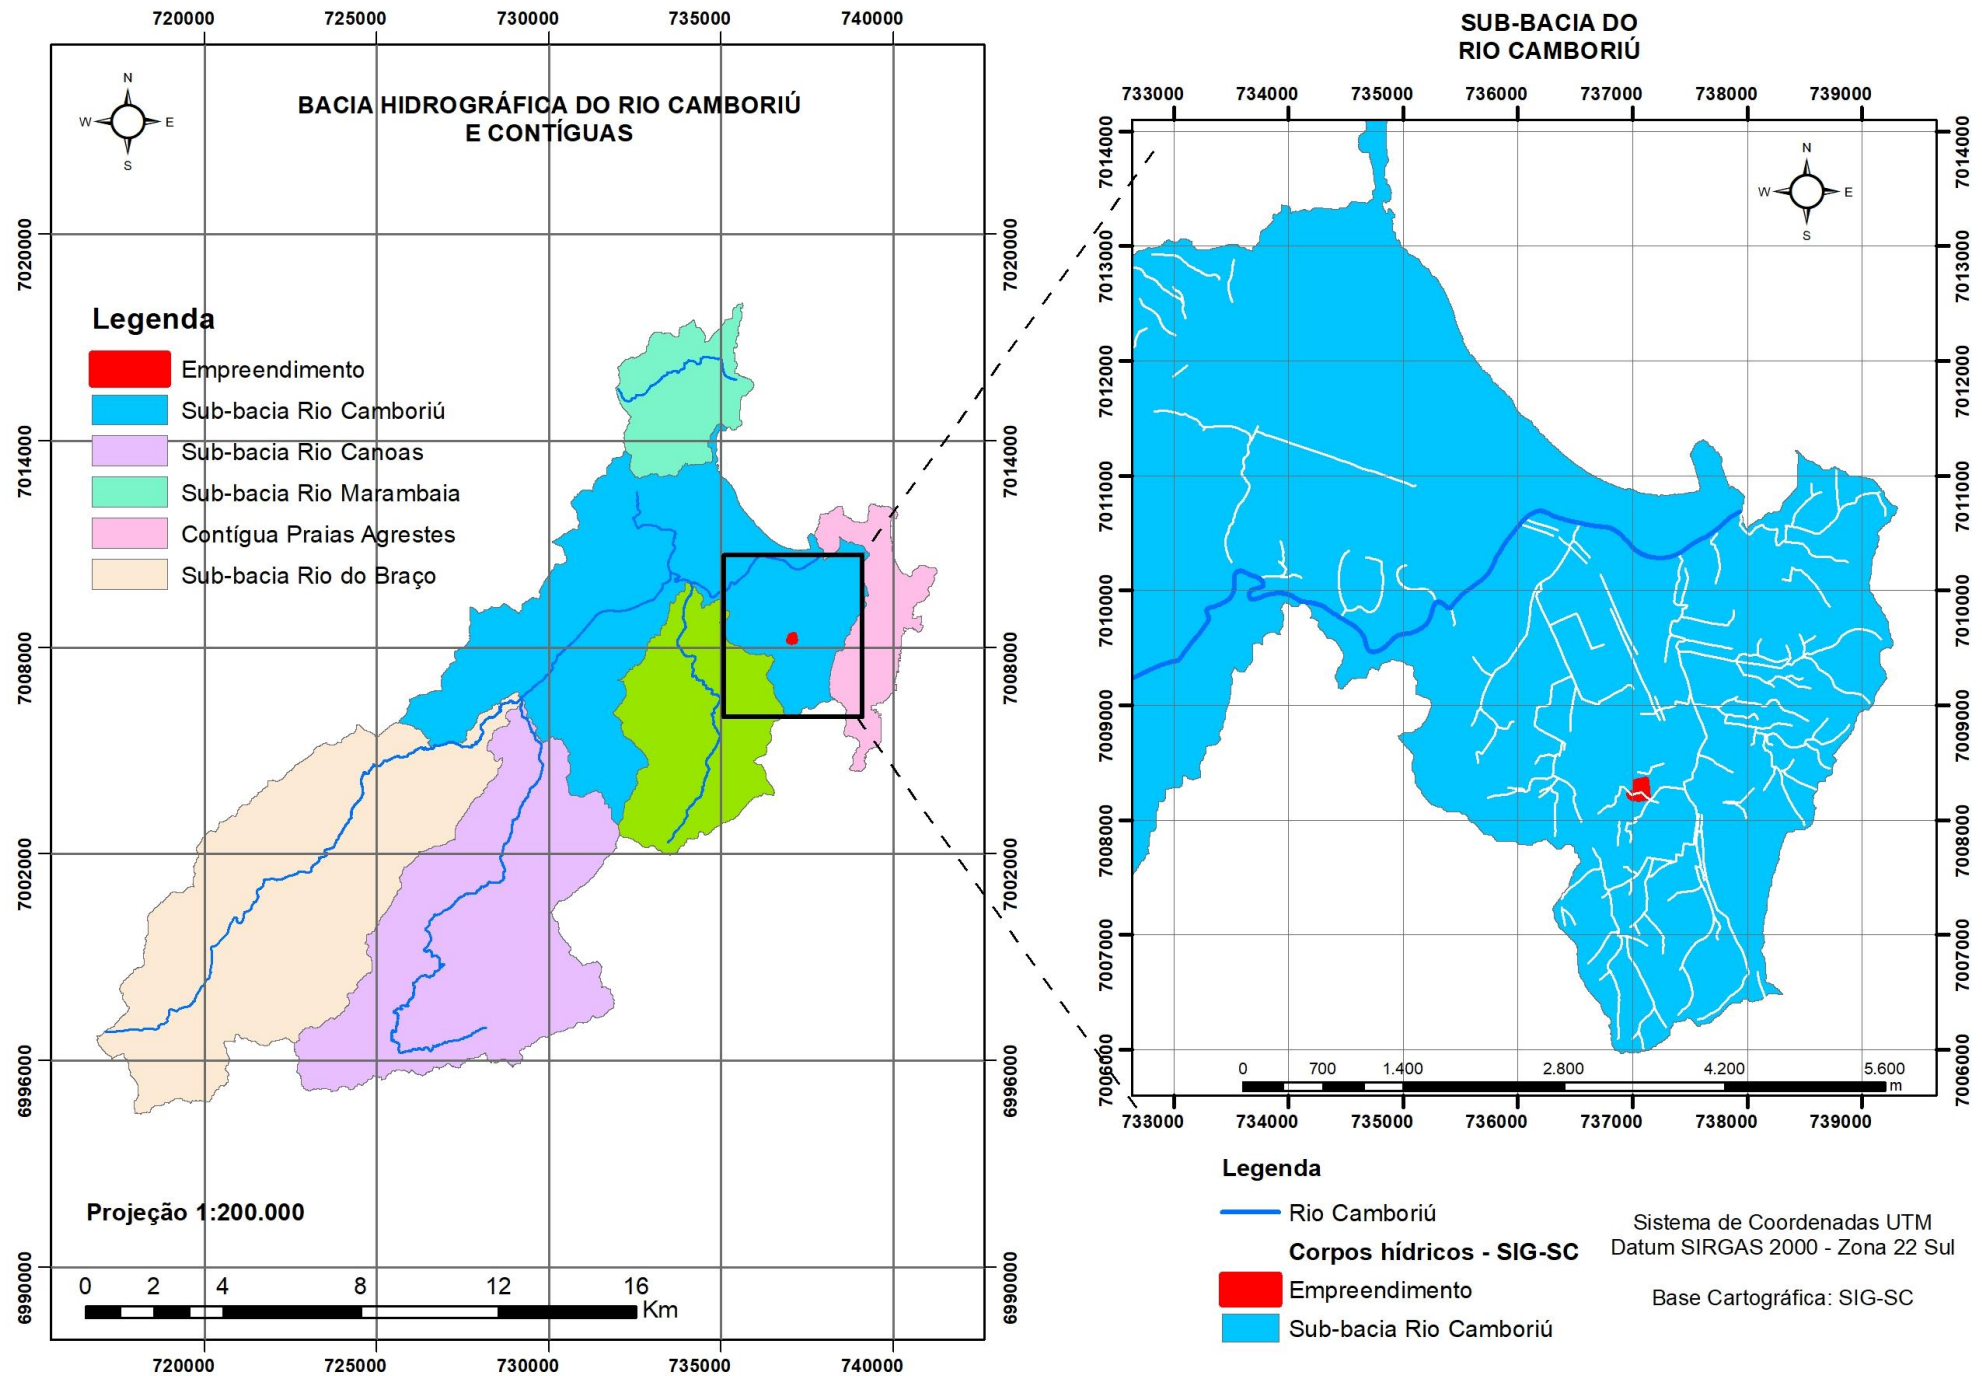 720000 725000 730000 735000 740000
N
W E
S
BACIA HIDROGRÁFICA DO RIO CAMBORIÚ
E CONTÍGUAS
7020000
7014000
7008000
7002000
6996000
6990000
Legenda
Empreendimento
Sub-bacia Rio Camboriú
Sub-bacia Rio Canoas
Sub-bacia Rio Marambaia
Contígua Praias Agrestes
Sub-bacia Rio do Braço
7020000
7014000
7008000
7002000
6996000
6990000
Projeção 1:200.000
0 2 4 8 12 16
Km
720000 725000 730000 735000 740000
SUB-BACIA DO
RIO CAMBORIÚ
733000 734000 735000 736000 737000 738000 739000
7014000
7013000
7012000
7011000
7010000
7009000
7008000
7007000
7006000
N
W E
S
7014000
7013000
7012000
7011000
7010000
7009000
7008000
7007000
7006000
0 700 1.400 2.800 4.200 5.600
m
733000 734000 735000 736000 737000 738000 739000
Legenda
Rio Camboriú
Corpos hídricos - SIG-SC
Empreendimento
Sub-bacia Rio Camboriú
Sistema de Coordenadas UTM
Datum SIRGAS 2000 - Zona 22 Sul
Base Cartográfica: SIG-SC